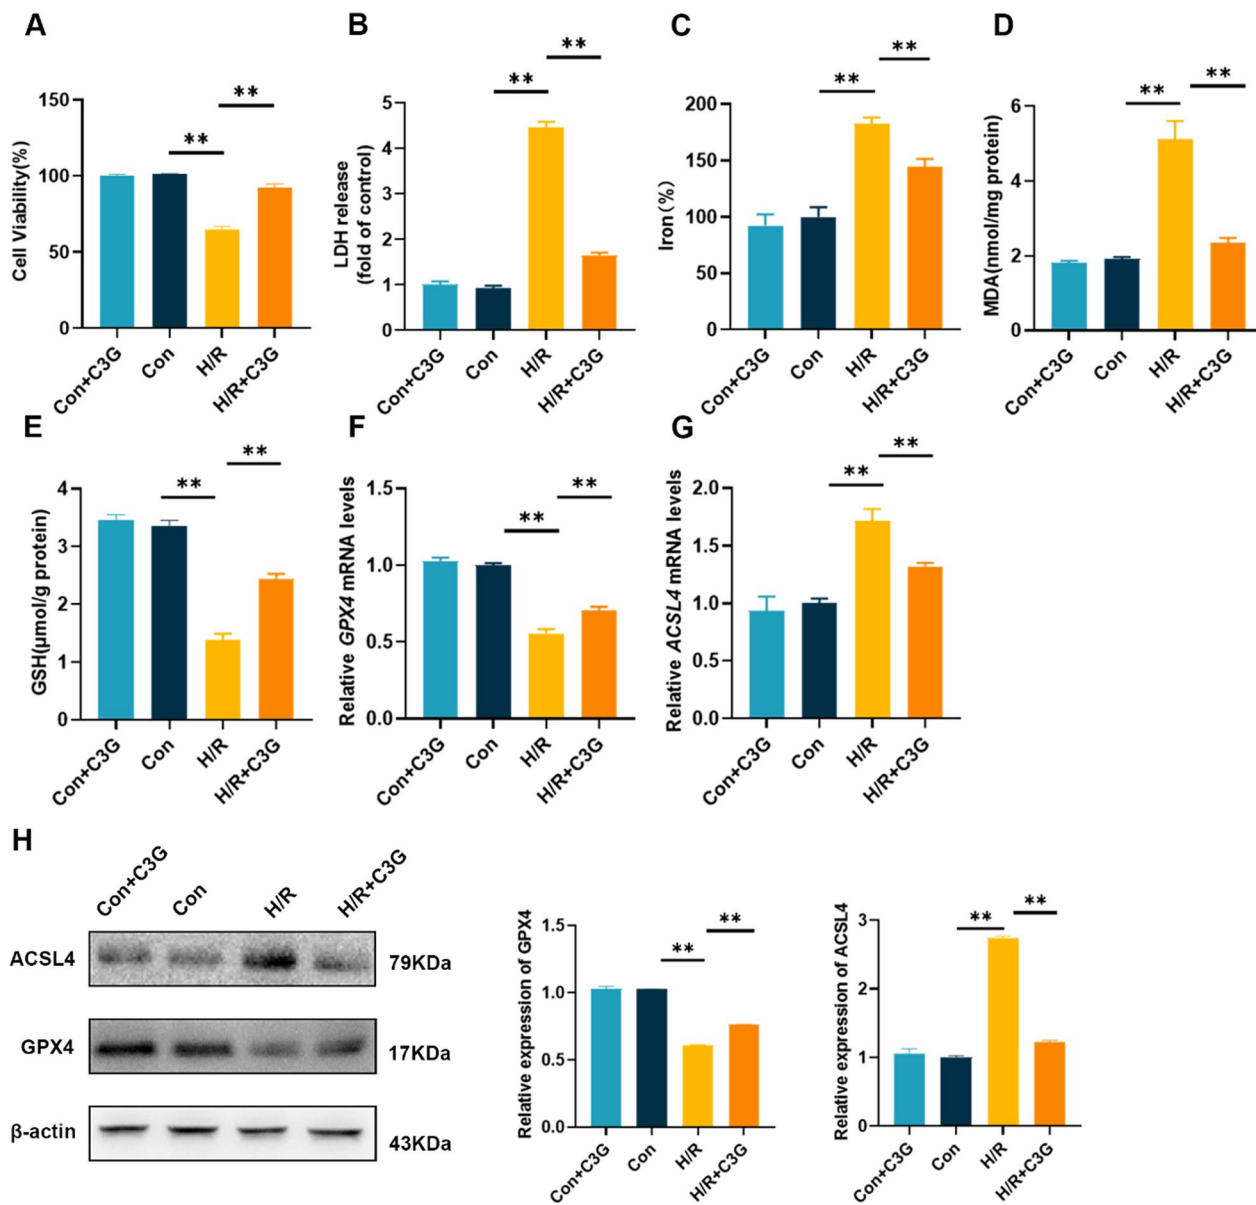 A
Cell Viability(%)
150
100
50
0
**
**
Con+C3G
Con
H/R
H/R+C3G
B
LDH release
(fold of control)
5
4
3
2
1
0
**
**
Con+C3G
Con
H/R
H/R+C3G
C
Iron(%)
200
150
100
50
0
**
**
Con+C3G
Con
H/R
H/R+C3G
D
MDA(nmol/mg protein)
6
4
2
0
**
**
Con+C3G
Con
H/R
H/R+C3G
E
GSH(μmol/g protein)
4
3
2
1
0
**
**
Con+C3G
Con
H/R
H/R+C3G
F
Relative GPX4 mRNA levels
1.5
1.0
0.5
0.0
**
**
Con+C3G
Con
H/R
H/R+C3G
G
Relative ACSL4 mRNA levels
2.0
1.5
1.0
0.5
0.0
**
**
Con+C3G
Con
H/R
H/R+C3G
H
Con+C3G
Con
H/R
H/R+C3G
ACSL4
79KDa
GPX4
17KDa
β-actin
43KDa
Relative expression of GPX4
1.5
1.0
0.5
0.0
**
**
Con+C3G
Con
H/R
H/R+C3G
Relative expression of ACSL4
3
2
1
0
**
**
Con+C3G
Con
H/R
H/R+C3G